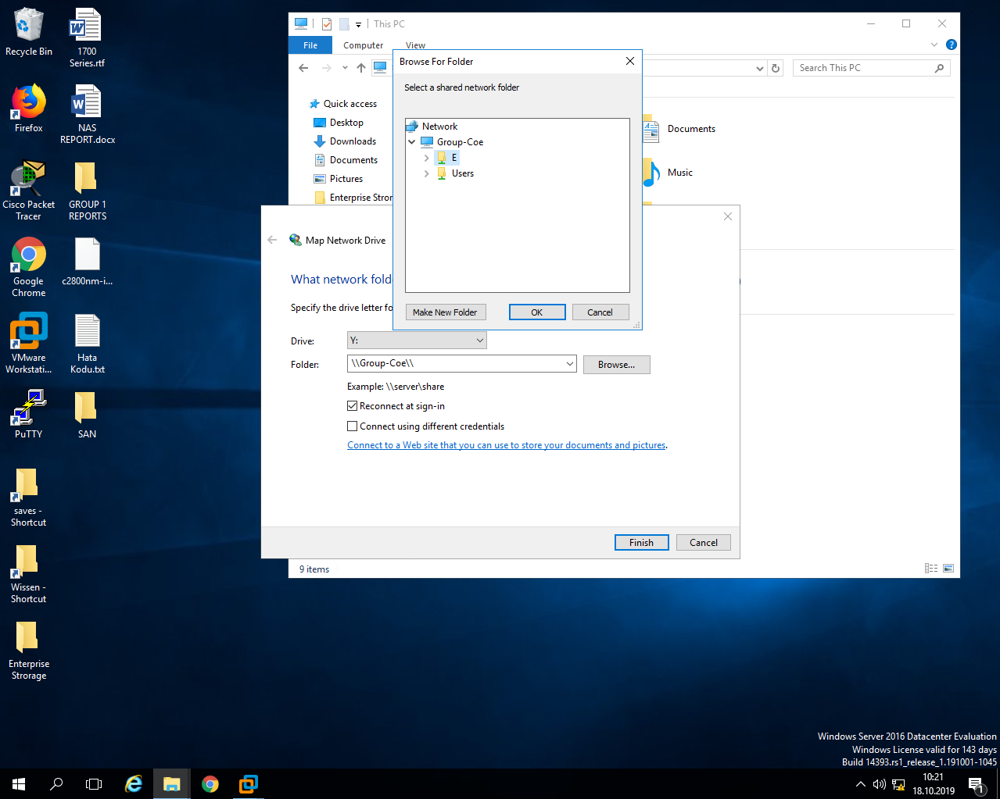 Recycle Bin
1700
Series.rtf
Firefox
NAS
REPORT.docx
Cisco Packet
Tracer
GROUP 1
REPORTS
Google
Chrome
c2800nm-i...
VMware
Workstati...
Hata
Kodu.txt
PuTTY
SAN
saves -
Shortcut
Wissen -
Shortcut
Enterprise
Strorage
This PC
File
Computer
View
Search This PC
Quick access
Desktop
Downloads
Documents
Pictures
Enterprise Stror
Documents
Music
9 items
Browse For Folder
Select a shared network folder
Network
Group-Coe
E
Users
Make New Folder
OK
Cancel
Map Network Drive
What network fold
Specify the drive letter fo
Drive:
Y:
Folder:
\\Group-Coe\\
Browse...
Example: \\server\share
Reconnect at sign-in
Connect using different credentials
Connect to a Web site that you can use to store your documents and pictures.
Finish
Cancel
Windows Server 2016 Datacenter Evaluation
Windows License valid for 143 days
Build 14393.rs1_release_1.191001-1045
10:21
18.10.2019
1